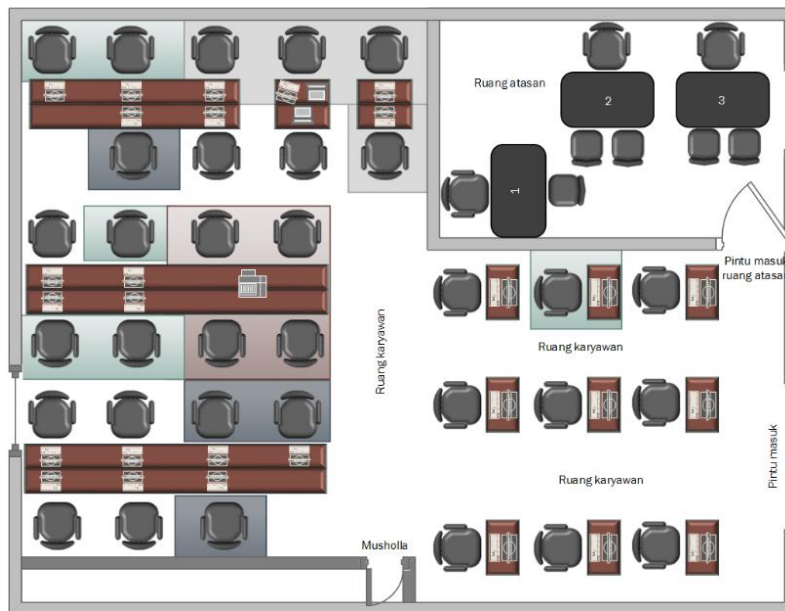 Ruang atasan
2
3
1
Pintu masuk
ruang atasan
Ruang karyawan
Ruang karyawan
Ruang karyawan
Pintu masuk
Musholla